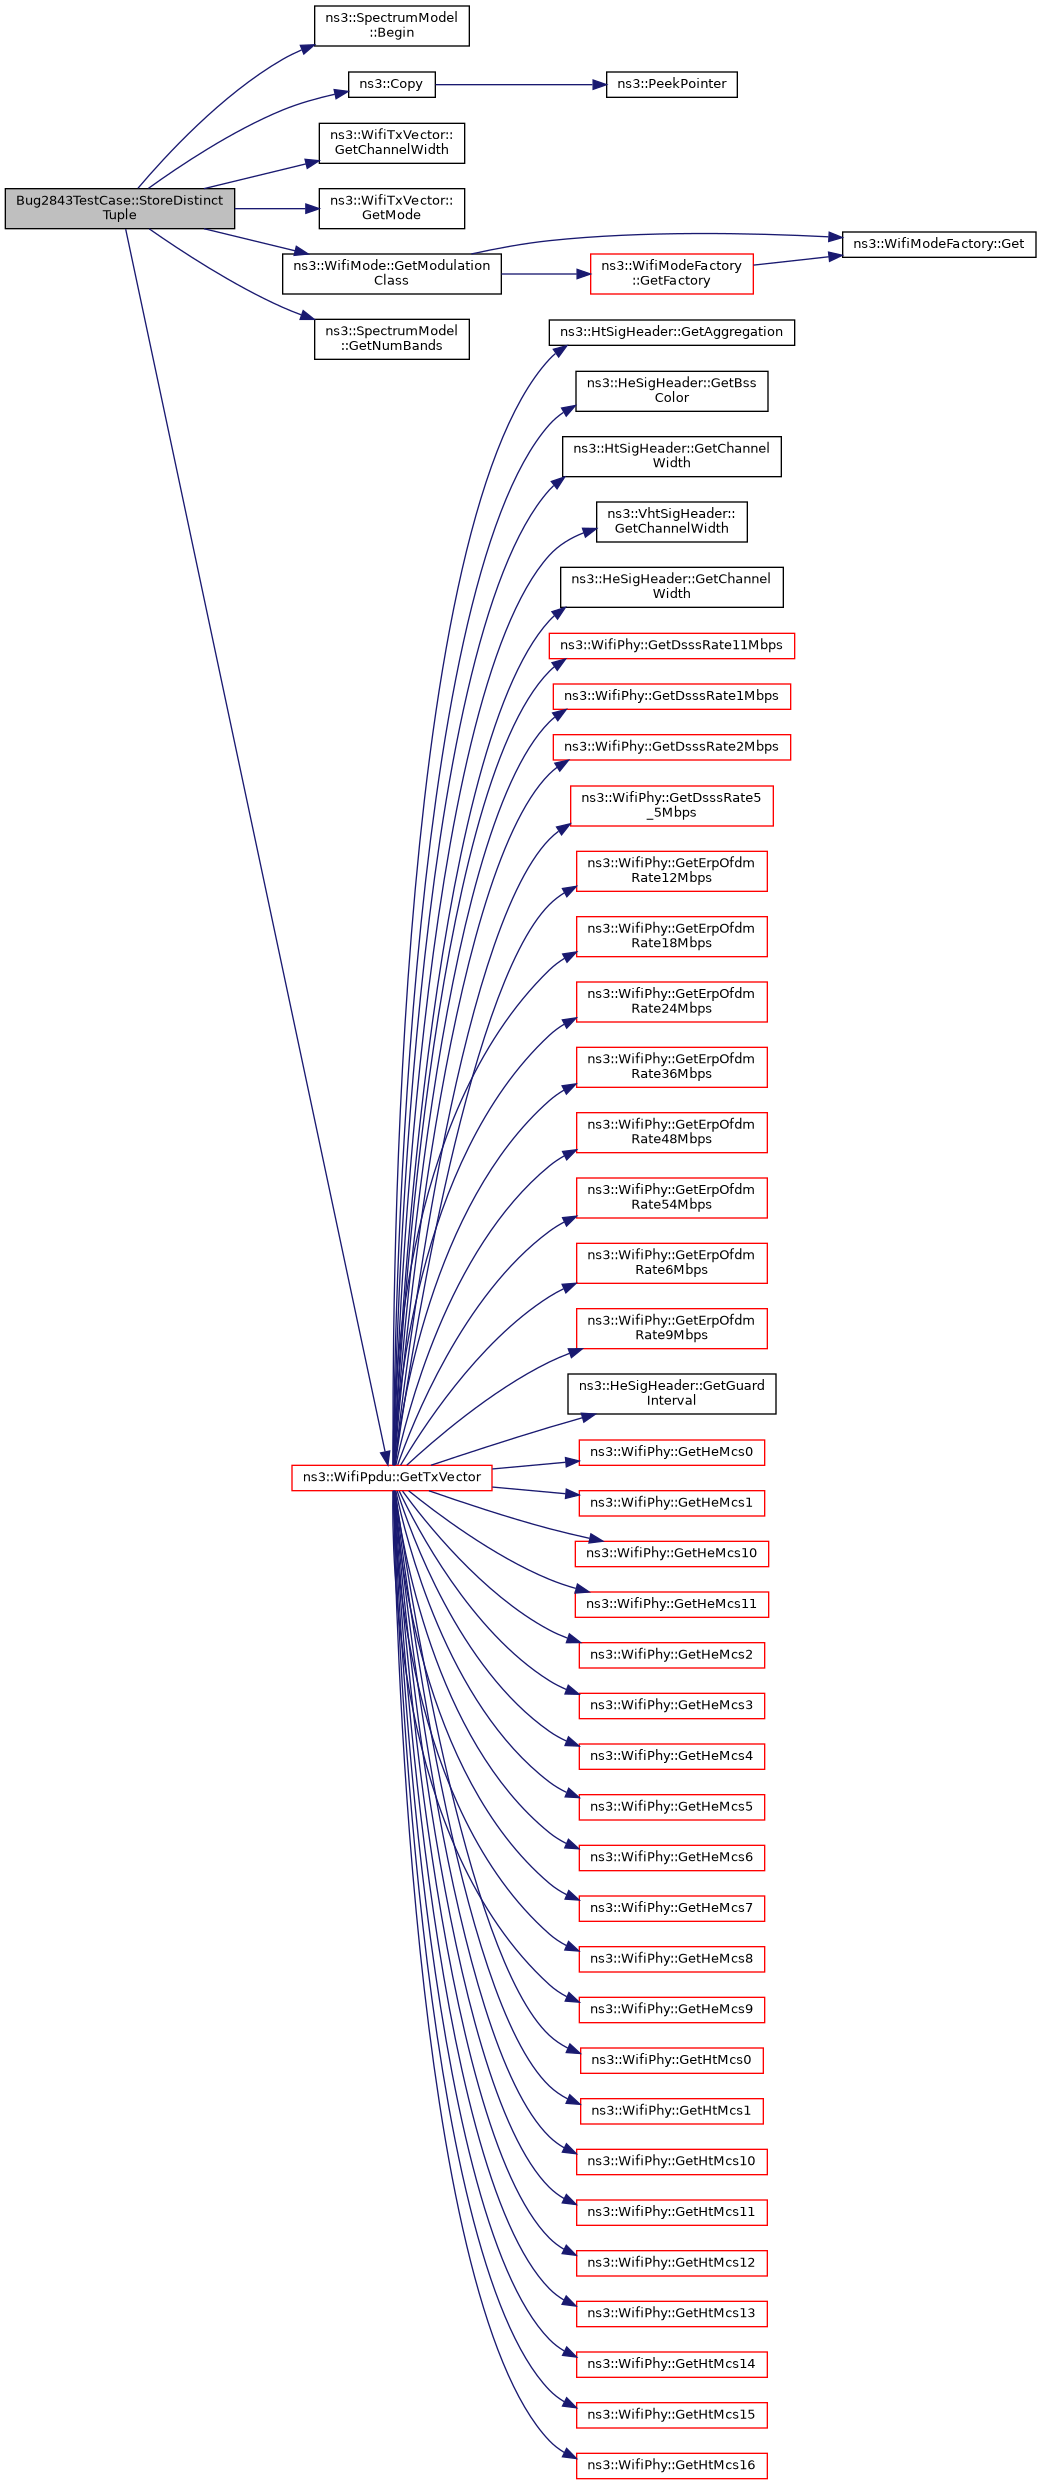 ns3::SpectrumModel
::Begin
ns3::Copy
ns3::PeekPointer
ns3::WifiTxVector::
GetChannelWidth
Bug2843TestCase::StoreDistinct
Tuple
ns3::WifiTxVector::
GetMode
ns3::WifiModeFactory::Get
ns3::WifiMode::GetModulation
Class
ns3::WifiModeFactory
::GetFactory
ns3::SpectrumModel
::GetNumBands
ns3::HtSigHeader::GetAggregation
ns3::HeSigHeader::GetBss
Color
ns3::HtSigHeader::GetChannel
Width
ns3::VhtSigHeader::
GetChannelWidth
ns3::HeSigHeader::GetChannel
Width
ns3::WifiPhy::GetDsssRate11Mbps
ns3::WifiPhy::GetDsssRate1Mbps
ns3::WifiPhy::GetDsssRate2Mbps
ns3::WifiPhy::GetDsssRate5
_5Mbps
ns3::WifiPhy::GetErpOfdm
Rate12Mbps
ns3::WifiPhy::GetErpOfdm
Rate18Mbps
ns3::WifiPhy::GetErpOfdm
Rate24Mbps
ns3::WifiPhy::GetErpOfdm
Rate36Mbps
ns3::WifiPhy::GetErpOfdm
Rate48Mbps
ns3::WifiPhy::GetErpOfdm
Rate54Mbps
ns3::WifiPhy::GetErpOfdm
Rate6Mbps
ns3::WifiPhy::GetErpOfdm
Rate9Mbps
ns3::HeSigHeader::GetGuard
Interval
ns3::WifiPpdu::GetTxVector
ns3::WifiPhy::GetHeMcs0
ns3::WifiPhy::GetHeMcs1
ns3::WifiPhy::GetHeMcs10
ns3::WifiPhy::GetHeMcs11
ns3::WifiPhy::GetHeMcs2
ns3::WifiPhy::GetHeMcs3
ns3::WifiPhy::GetHeMcs4
ns3::WifiPhy::GetHeMcs5
ns3::WifiPhy::GetHeMcs6
ns3::WifiPhy::GetHeMcs7
ns3::WifiPhy::GetHeMcs8
ns3::WifiPhy::GetHeMcs9
ns3::WifiPhy::GetHtMcs0
ns3::WifiPhy::GetHtMcs1
ns3::WifiPhy::GetHtMcs10
ns3::WifiPhy::GetHtMcs11
ns3::WifiPhy::GetHtMcs12
ns3::WifiPhy::GetHtMcs13
ns3::WifiPhy::GetHtMcs14
ns3::WifiPhy::GetHtMcs15
ns3::WifiPhy::GetHtMcs16